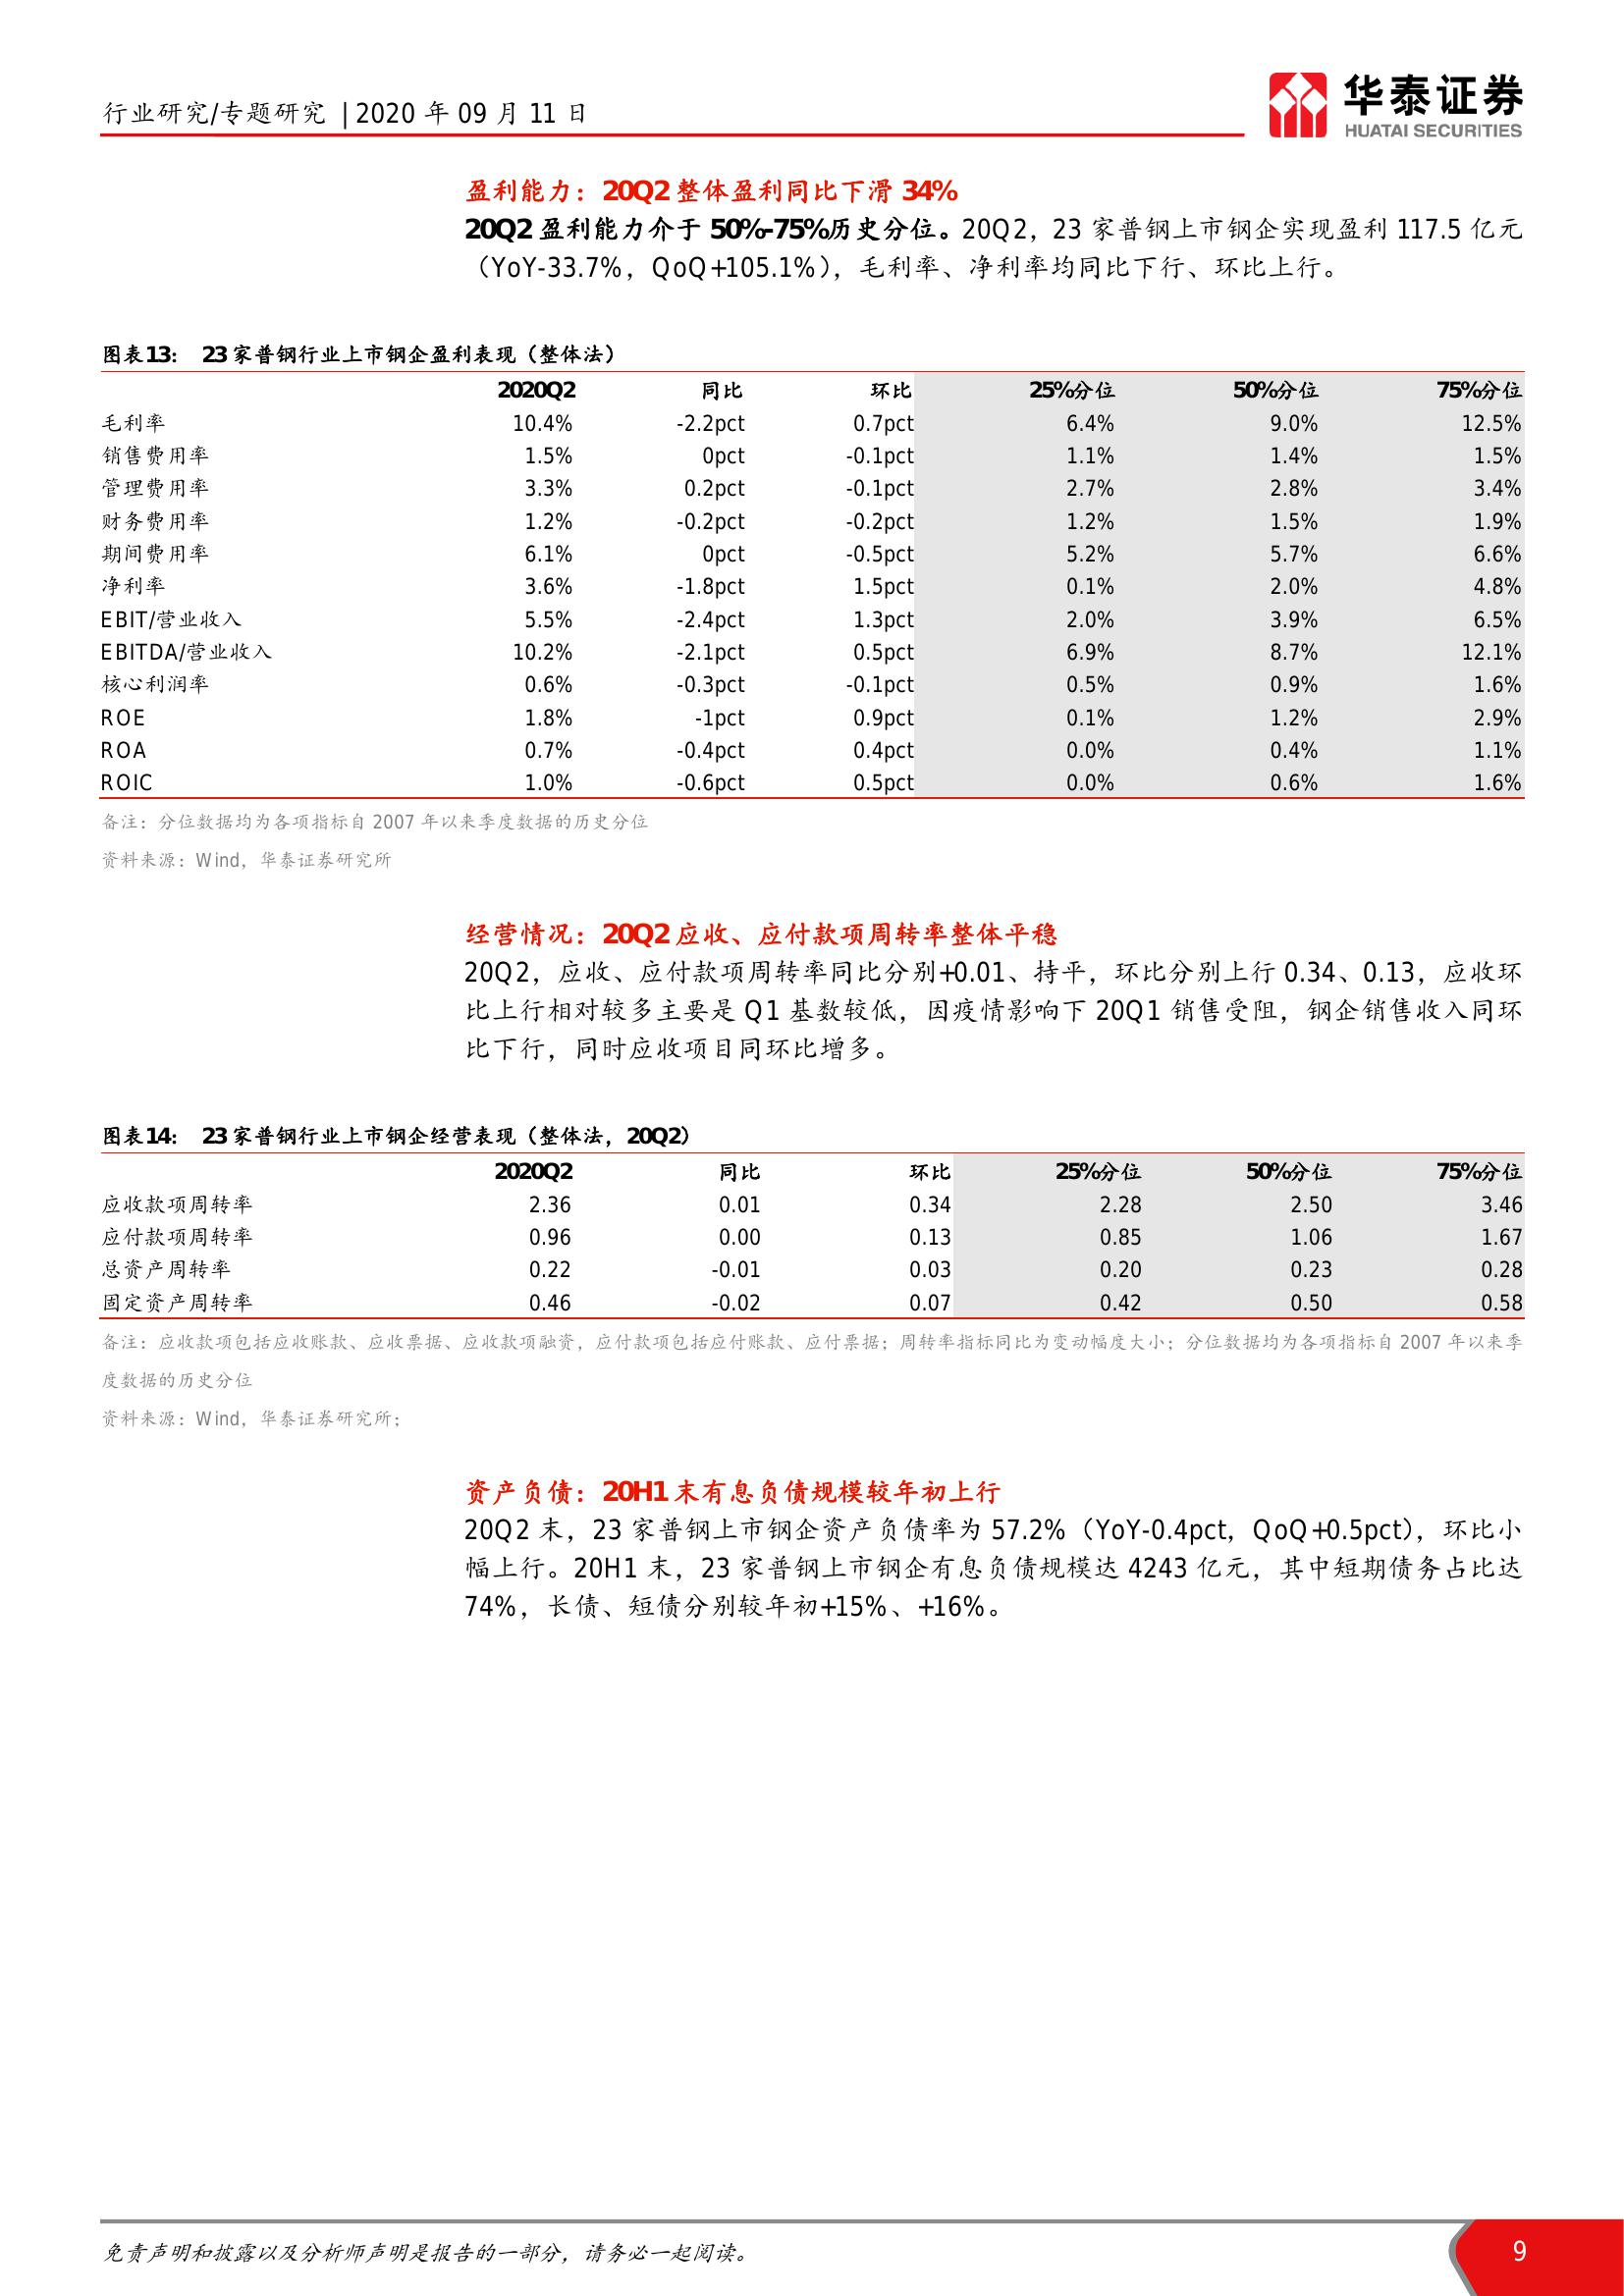 行业研究/专题研究 | 2020 年 09 月 11 日
华泰证券
HUATAI SECURITIES
盈利能力：20Q2 整体盈利同比下滑 34%
20Q2 盈利能力介于 50%-75%历史分位。20Q2，23 家普钢上市钢企实现盈利 117.5 亿元
（YoY-33.7%，QoQ+105.1%），毛利率、净利率均同比下行、环比上行。
图表13： 23 家普钢行业上市钢企盈利表现（整体法）
2020Q2 同比 环比 25%分位 50%分位 75%分位
毛利率 10.4% -2.2pct 0.7pct 6.4% 9.0% 12.5%
销售费用率 1.5% 0pct -0.1pct 1.1% 1.4% 1.5%
管理费用率 3.3% 0.2pct -0.1pct 2.7% 2.8% 3.4%
财务费用率 1.2% -0.2pct -0.2pct 1.2% 1.5% 1.9%
期间费用率 6.1% 0pct -0.5pct 5.2% 5.7% 6.6%
净利率 3.6% -1.8pct 1.5pct 0.1% 2.0% 4.8%
EBIT/营业收入 5.5% -2.4pct 1.3pct 2.0% 3.9% 6.5%
EBITDA/营业收入 10.2% -2.1pct 0.5pct 6.9% 8.7% 12.1%
核心利润率 0.6% -0.3pct -0.1pct 0.5% 0.9% 1.6%
ROE 1.8% -1pct 0.9pct 0.1% 1.2% 2.9%
ROA 0.7% -0.4pct 0.4pct 0.0% 0.4% 1.1%
ROIC 1.0% -0.6pct 0.5pct 0.0% 0.6% 1.6%
备注：分位数据均为各项指标自 2007 年以来季度数据的历史分位
资料来源：Wind，华泰证券研究所
经营情况：20Q2 应收、应付款项周转率整体平稳
20Q2，应收、应付款项周转率同比分别+0.01、持平，环比分别上行 0.34、0.13，应收环
比上行相对较多主要是 Q1 基数较低，因疫情影响下 20Q1 销售受阻，钢企销售收入同环
比下行，同时应收项目同环比增多。
图表14： 23 家普钢行业上市钢企经营表现（整体法，20Q2）
2020Q2 同比 环比 25%分位 50%分位 75%分位
应收款项周转率 2.36 0.01 0.34 2.28 2.50 3.46
应付款项周转率 0.96 0.00 0.13 0.85 1.06 1.67
总资产周转率 0.22 -0.01 0.03 0.20 0.23 0.28
固定资产周转率 0.46 -0.02 0.07 0.42 0.50 0.58
备注：应收款项包括应收账款、应收票据、应收款项融资，应付款项包括应付账款、应付票据；周转率指标同比为变动幅度大小；分位数据均为各项指标自 2007 年以来季
度数据的历史分位
资料来源：Wind，华泰证券研究所；
资产负债：20H1 末有息负债规模较年初上行
20Q2 末，23 家普钢上市钢企资产负债率为 57.2%（YoY-0.4pct，QoQ+0.5pct），环比小
幅上行。20H1 末，23 家普钢上市钢企有息负债规模达 4243 亿元，其中短期债务占比达
74%，长债、短债分别较年初+15%、+16%。
免责声明和披露以及分析师声明是报告的一部分，请务必一起阅读。
9